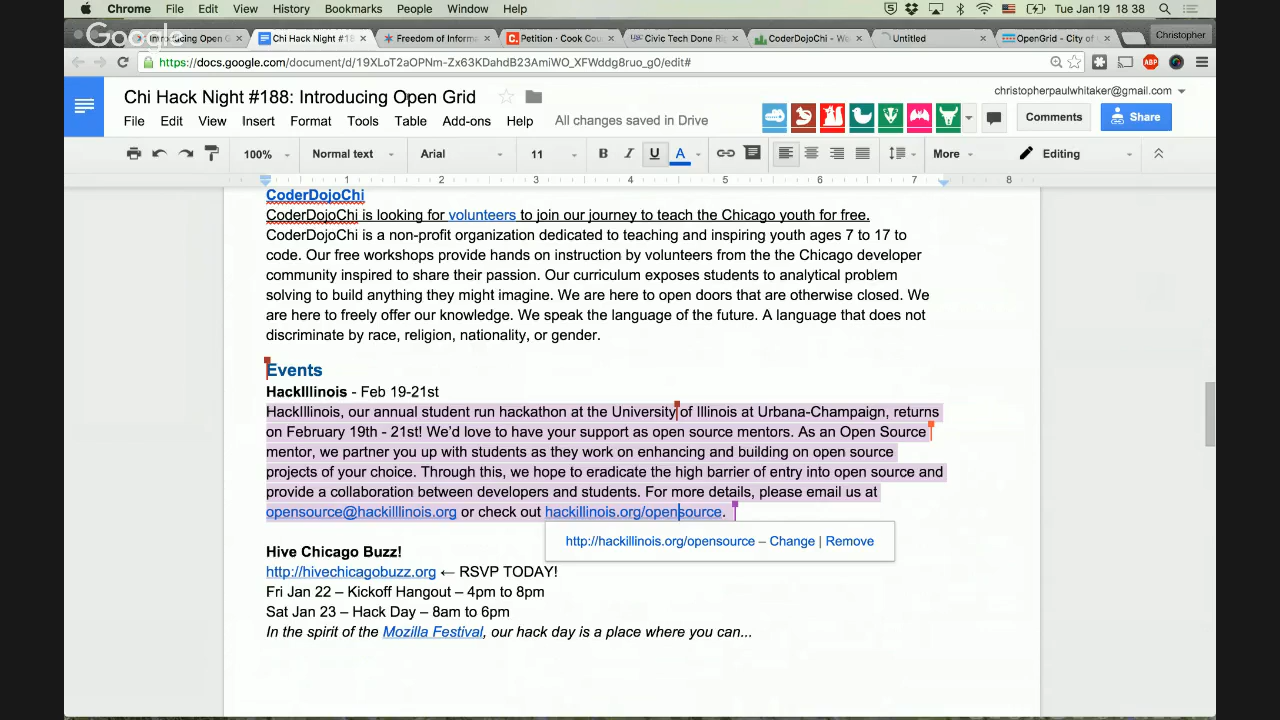 Chrome File Edit View History Bookmarks People Window Help
5 Tue Jan 19 18 38
Google
Introducing Open G
Chi Hack Night #18
Freedom of Inform
Petition · Cook Cou
Civic Tech Done Ri
CoderDojoChi - We
Untitled
OpenGrid - City of
Christopher
https://docs.google.com/document/d/19XLoT2aOPNm-Zx63KDahdB23AmiWO_XFWddg8ruo_g0/edit#
ABP
Chi Hack Night #188: Introducing Open Grid
christopherpaulwhitaker@gmail.com
File Edit View Insert Format Tools Table Add-ons Help All changes saved in Drive
Comments
Share
100% Normal text Arial 11 B I U A More Editing
1 2 3 4 5 6 7 8
CoderDojoChi
CoderDojoChi is looking for volunteers to join our journey to teach the Chicago youth for free.
CoderDojoChi is a non-profit organization dedicated to teaching and inspiring youth ages 7 to 17 to
code. Our free workshops provide hands on instruction by volunteers from the the Chicago developer
community inspired to share their passion. Our curriculum exposes students to analytical problem
solving to build anything they might imagine. We are here to open doors that are otherwise closed. We
are here to freely offer our knowledge. We speak the language of the future. A language that does not
discriminate by race, religion, nationality, or gender.
Events
HackIllinois - Feb 19-21st
HackIllinois, our annual student run hackathon at the University of Illinois at Urbana-Champaign, returns
on February 19th - 21st! We’d love to have your support as open source mentors. As an Open Source
mentor, we partner you up with students as they work on enhancing and building on open source
projects of your choice. Through this, we hope to eradicate the high barrier of entry into open source and
provide a collaboration between developers and students. For more details, please email us at
opensource@hackilllinois.org or check out hackillinois.org/opensource.
http://hackillinois.org/opensource – Change | Remove
Hive Chicago Buzz!
http://hivechicagobuzz.org ← RSVP TODAY!
Fri Jan 22 – Kickoff Hangout – 4pm to 8pm
Sat Jan 23 – Hack Day – 8am to 6pm
In the spirit of the Mozilla Festival, our hack day is a place where you can...